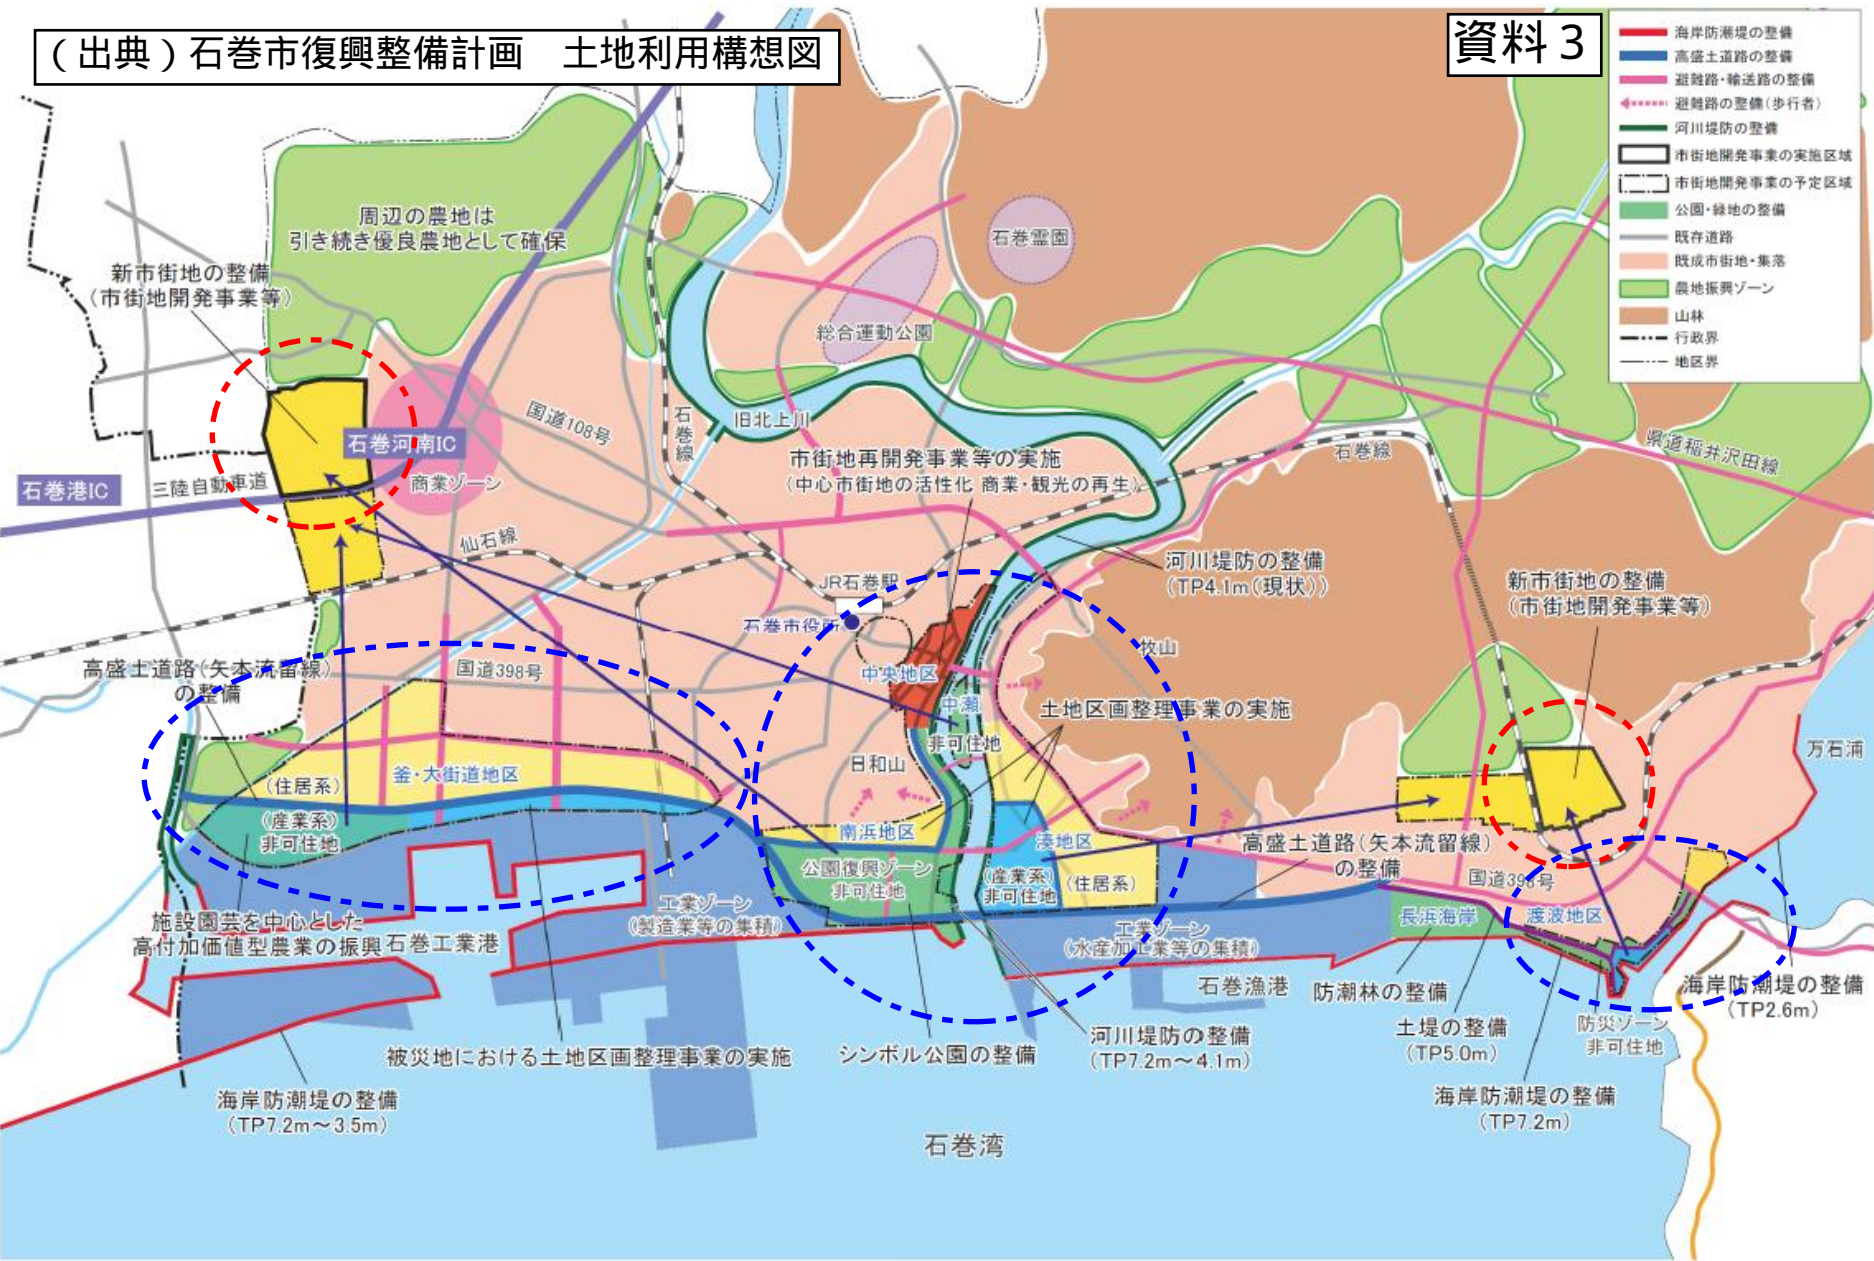 （出典）石巻市復興整備計画　土地利用構想図
資料３
海岸防潮堤の整備
高盛土道路の整備
避難路・輸送路の整備
避難路の整備（歩行者）
河川堤防の整備
市街地開発事業の実施区域
市街地開発事業の予定区域
公園・緑地の整備
既存道路
既成市街地・集落
農地振興ゾーン
山林
行政界
地区界
周辺の農地は
引き続き優良農地として確保
石巻霊園
新市街地の整備
（市街地開発事業等）
総合運動公園
国道108号
石巻線
旧北上川
石巻河南IC
石巻港IC
三陸自動車道
商業ゾーン
市街地再開発事業等の実施
（中心市街地の活性化 商業・観光の再生）
石巻線
県道稲井沢田線
仙石線
JR石巻駅
河川堤防の整備
（TP4.1m（現状））
新市街地の整備
（市街地開発事業等）
石巻市役所
牧山
高盛土道路（矢本流留線）
の整備
国道398号
中央地区
中瀬
非可住地
土地区画整理事業の実施
万石浦
日和山
釜・大街道地区
（住居系）
（産業系）
非可住地
南浜地区
湊地区
公園復興ゾーン
非可住地
（産業系）
非可住地
（住居系）
高盛土道路（矢本流留線）
の整備
国道398号
施設園芸を中心とした
高付加価値型農業の振興
石巻工業港
工業ゾーン
（製造業等の集積）
工業ゾーン
（水産加工業等の集積）
長浜海岸
渡波地区
石巻漁港
防潮林の整備
海岸防潮堤の整備
（TP2.6m）
土堤の整備
（TP5.0m）
防災ゾーン
非可住地
被災地における土地区画整理事業の実施
シンボル公園の整備
河川堤防の整備
（TP7.2m～4.1m）
海岸防潮堤の整備
（TP7.2m～3.5m）
海岸防潮堤の整備
（TP7.2m）
石巻湾